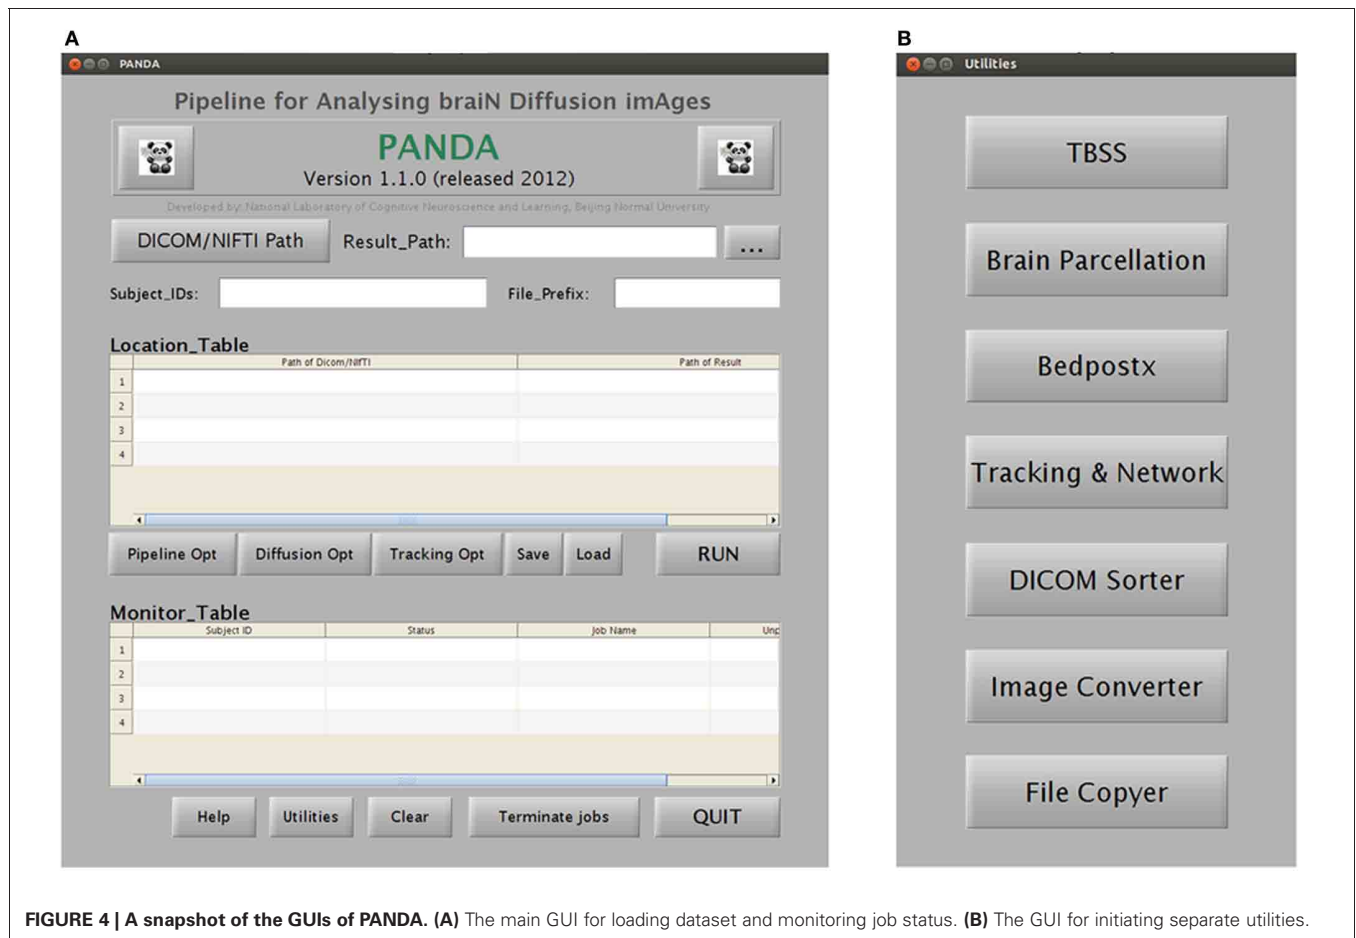 A
PANDA
Pipeline for Analysing braiN Diffusion imAges
PANDA
Version 1.1.0 (released 2012)
Developed by: National Laboratory of Cognitive Neuroscience and Learning, Beijing Normal University
DICOM/NIFTI Path
Result_Path:
...
Subject_IDs:
File_Prefix:
Location_Table
Path of Dicom/NIfTI
Path of Result
1
2
3
4
Pipeline Opt
Diffusion Opt
Tracking Opt
Save
Load
RUN
Monitor_Table
Subject ID
Status
Job Name
1
2
3
4
Help
Utilities
Clear
Terminate jobs
QUIT
B
Utilities
TBSS
Brain Parcellation
Bedpostx
Tracking & Network
DICOM Sorter
Image Converter
File Copyer
FIGURE 4 | A snapshot of the GUIs of PANDA. (A) The main GUI for loading dataset and monitoring job status. (B) The GUI for initiating separate utilities.